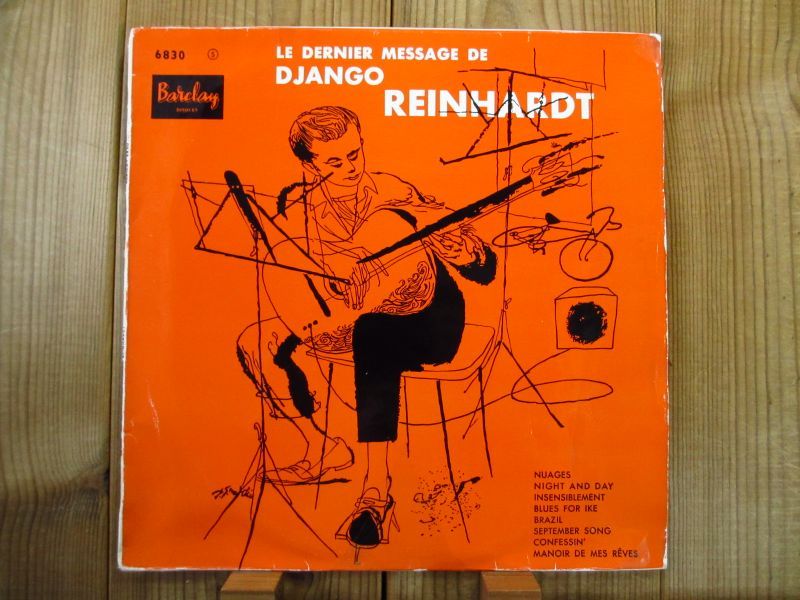 6830 S
Barclay
LE DERNIER MESSAGE DE
DJANGO
REINHARDT
NUAGES
NIGHT AND DAY
INSENSIBLEMENT
BLUES FOR IKE
BRAZIL
SEPTEMBER SONG
CONFESSIN'
MANOIR DE MES RÊVES